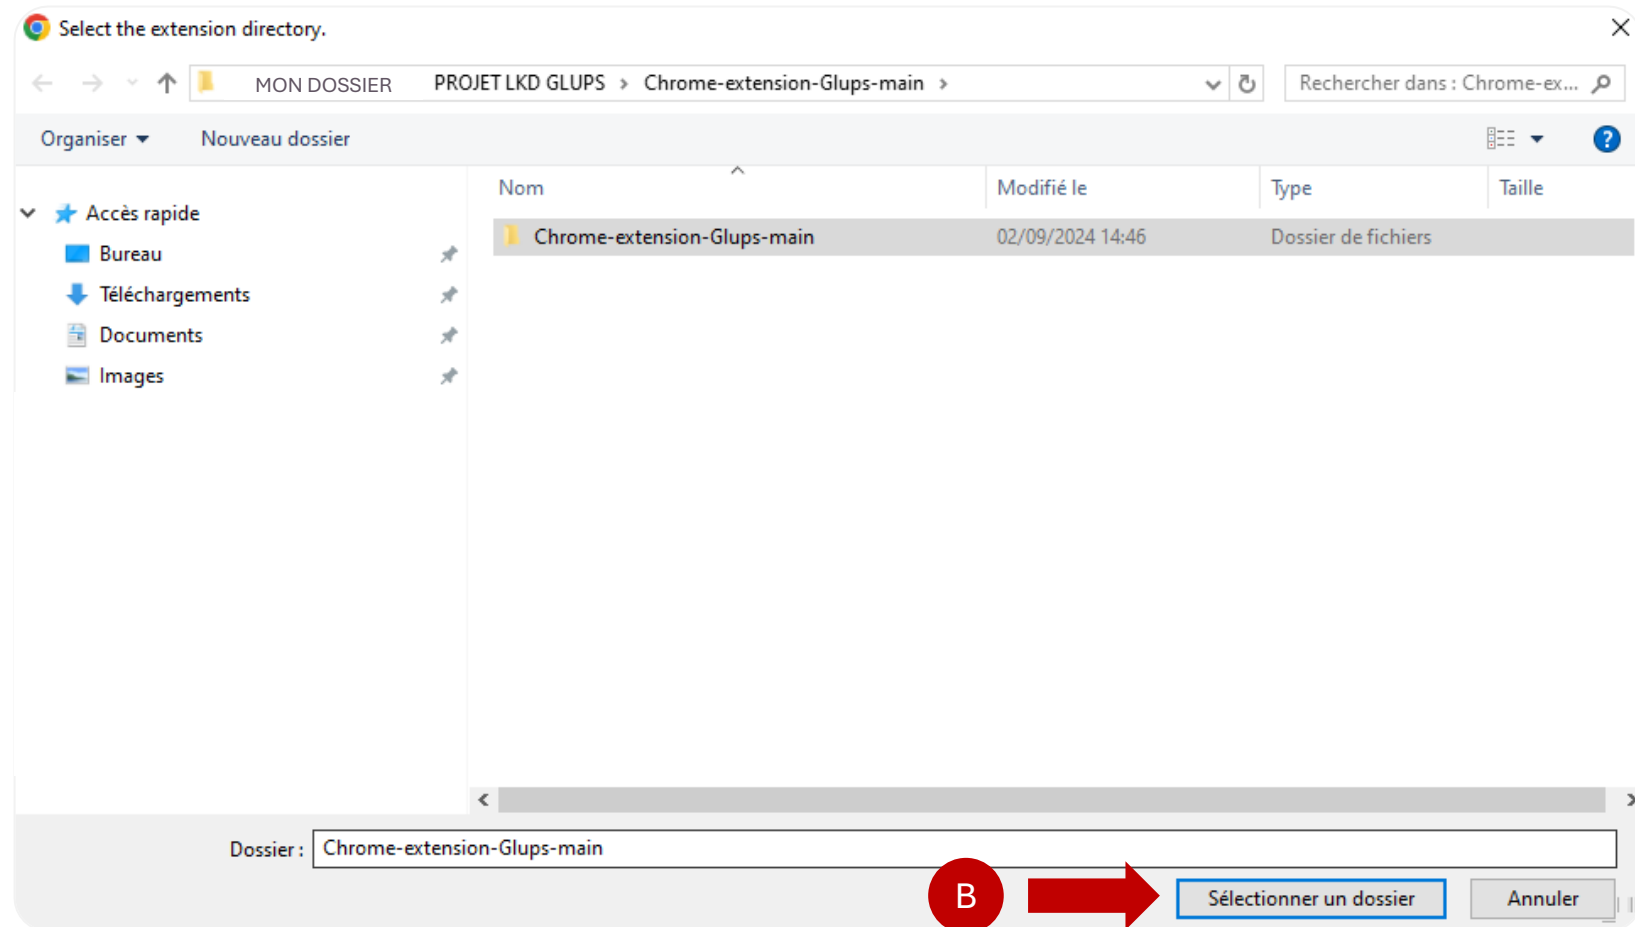 Select the extension directory.
MON DOSSIER PROJET LKD GLUPS > Chrome-extension-Glups-main >
Rechercher dans : Chrome-ex...
Organiser Nouveau dossier
?
Nom Modifié le Type Taille
Accès rapide
Chrome-extension-Glups-main 02/09/2024 14:46 Dossier de fichiers
Bureau
Téléchargements
Documents
Images
Dossier : Chrome-extension-Glups-main
B Sélectionner un dossier Annuler